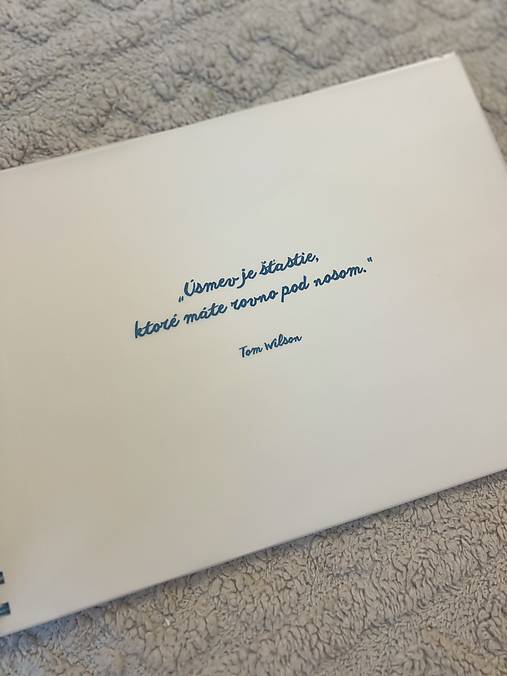 „Úsmev je šťastie,
ktoré máte rovno pod nosom.“
Tom Wilson